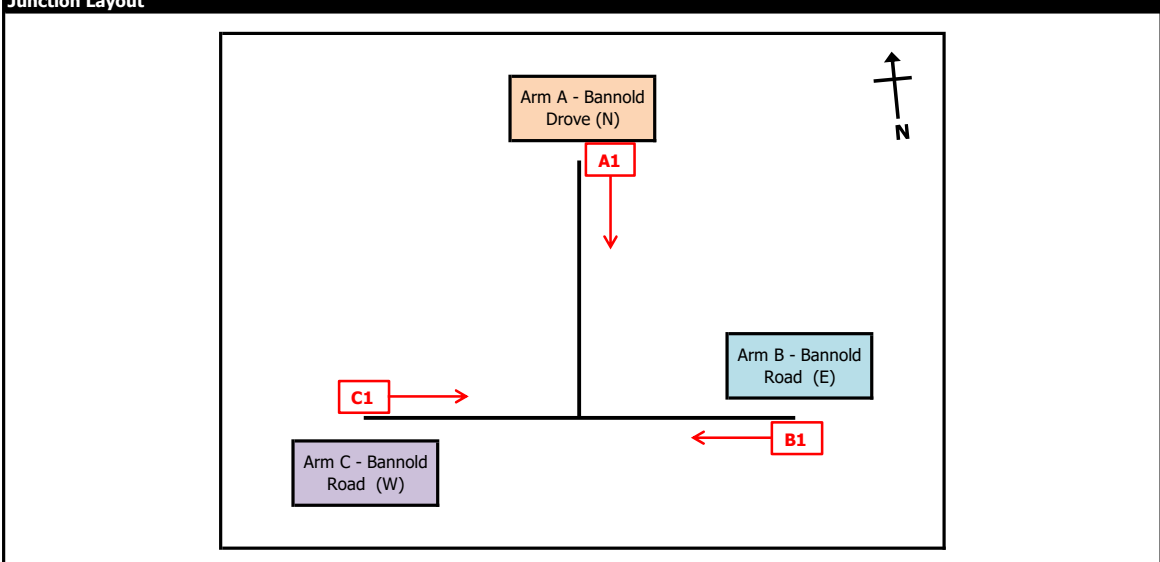 Junction Layout
Arm A - Bannold
Drove (N)
A1
N
Arm B - Bannold
Road (E)
C1
B1
Arm C - Bannold
Road (W)